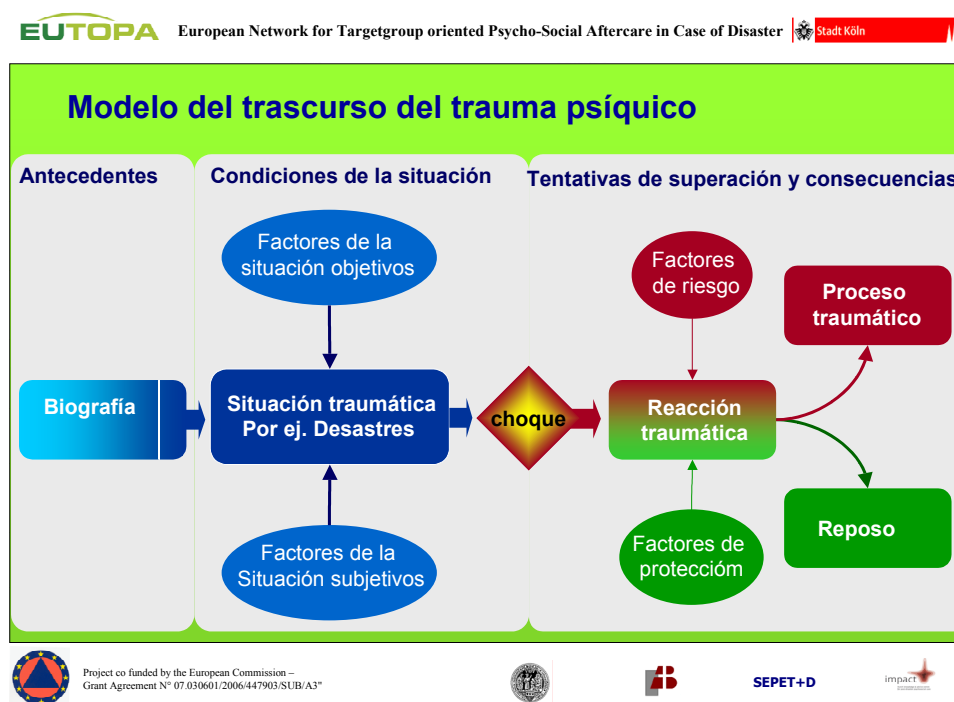 EUTOPA European Network for Targetgroup oriented Psycho-Social Aftercare in Case of Disaster Stadt Köln
Modelo del trascurso del trauma psíquico
Antecedentes
Condiciones de la situación
Tentativas de superación y consecuencias
Factores de la
situación objetivos
Factores
de riesgo
Proceso
traumático
Biografía
Situación traumática
Por ej. Desastres
choque
Reacción
traumática
Factores de la
Situación subjetivos
Factores de
proteccióm
Reposo
Project co funded by the European Commission –
Grant Agreement N° 07.030601/2006/447903/SUB/A3"
SEPET+D
impact